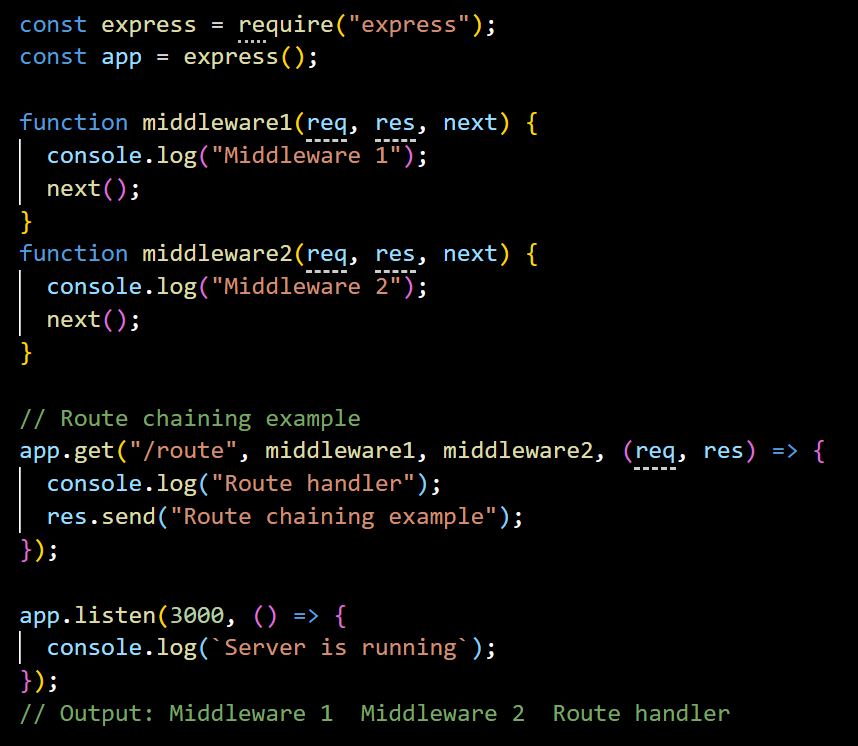 const express = require("express");
const app = express();
function middleware1(req, res, next) {
console.log("Middleware 1");
next();
}
function middleware2(req, res, next) {
console.log("Middleware 2");
next();
}
// Route chaining example
app.get("/route", middleware1, middleware2, (req, res) => {
console.log("Route handler");
res.send("Route chaining example");
});
app.listen(3000, () => {
console.log(`Server is running`);
});
// Output: Middleware 1  Middleware 2  Route handler